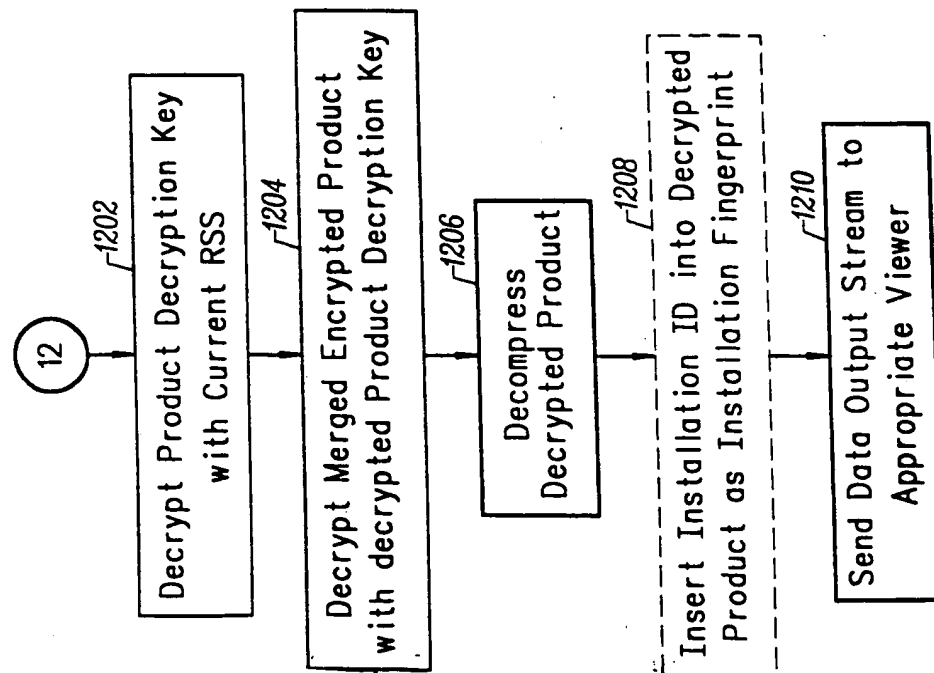 12
1202
Decrypt Product Decryption Key
with Current RSS
1204
Decrypt Merged Encrypted Product
with decrypted Product Decryption Key
1206
Decompress
Decrypted Product
1208
Insert Installation ID into Decrypted
Product as Installation Fingerprint
1210
Send Data Output Stream to
Appropriate Viewer